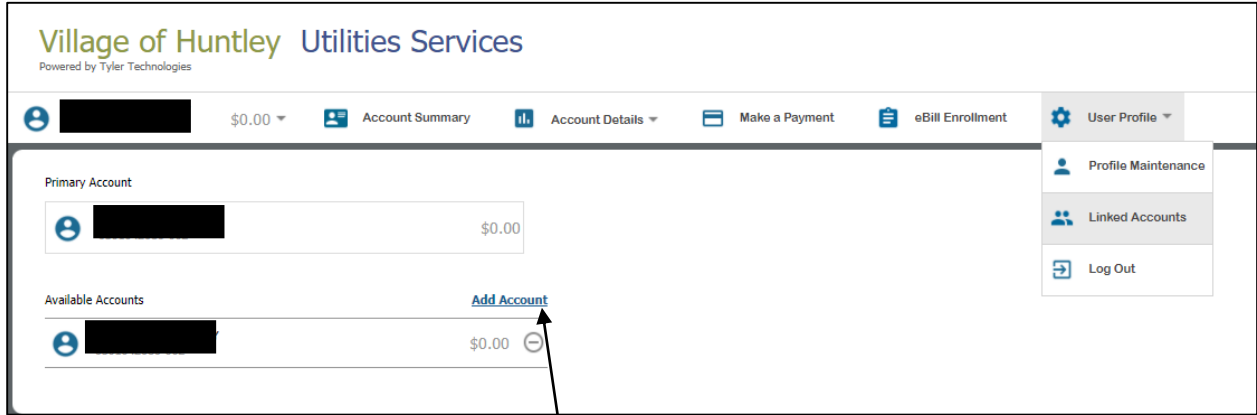 Village of Huntley Utilities Services
Powered by Tyler Technologies
$0.00 Account Summary Account Details Make a Payment eBill Enrollment User Profile
Profile Maintenance
Linked Accounts
Log Out
Primary Account
$0.00
Available Accounts Add Account
$0.00